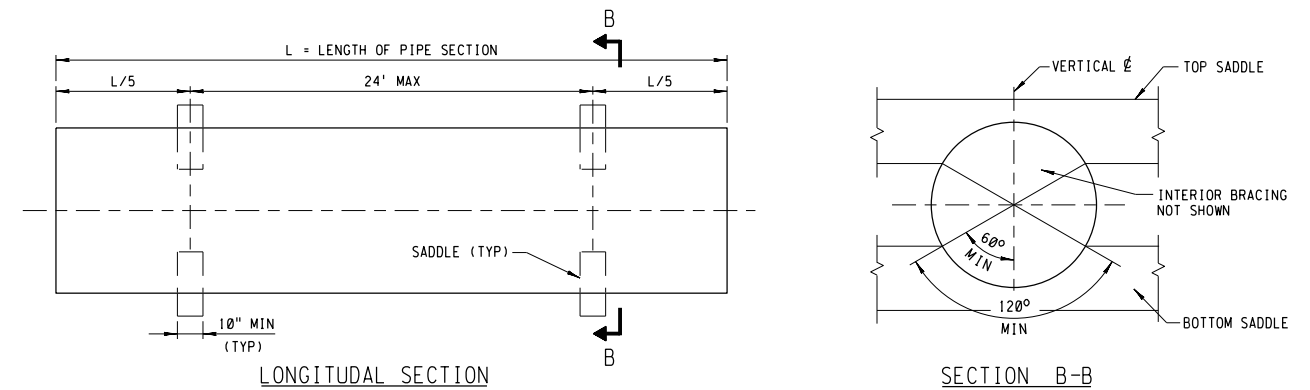 B
L = LENGTH OF PIPE SECTION
L/5
24' MAX
L/5
SADDLE (TYP)
10" MIN
(TYP)
B
LONGITUDAL SECTION
VERTICAL ℄
TOP SADDLE
INTERIOR BRACING
NOT SHOWN
60°
MIN
120°
MIN
BOTTOM SADDLE
SECTION B-B